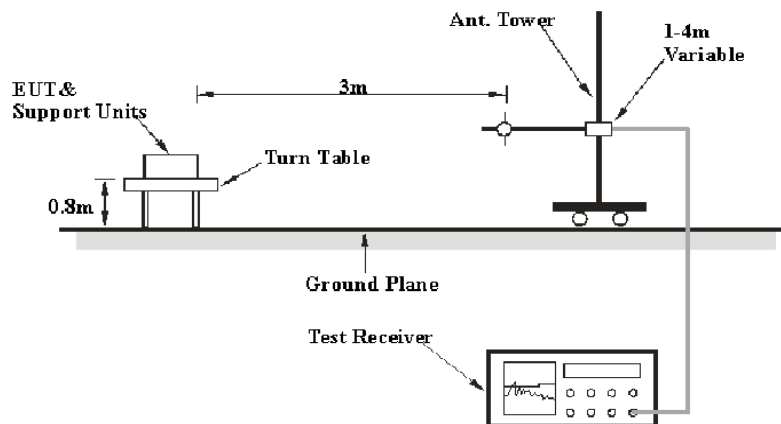 Ant. Tower
1-4m
Variable
3m
EUT&
Support Units
Turn Table
0.8m
Ground Plane
Test Receiver